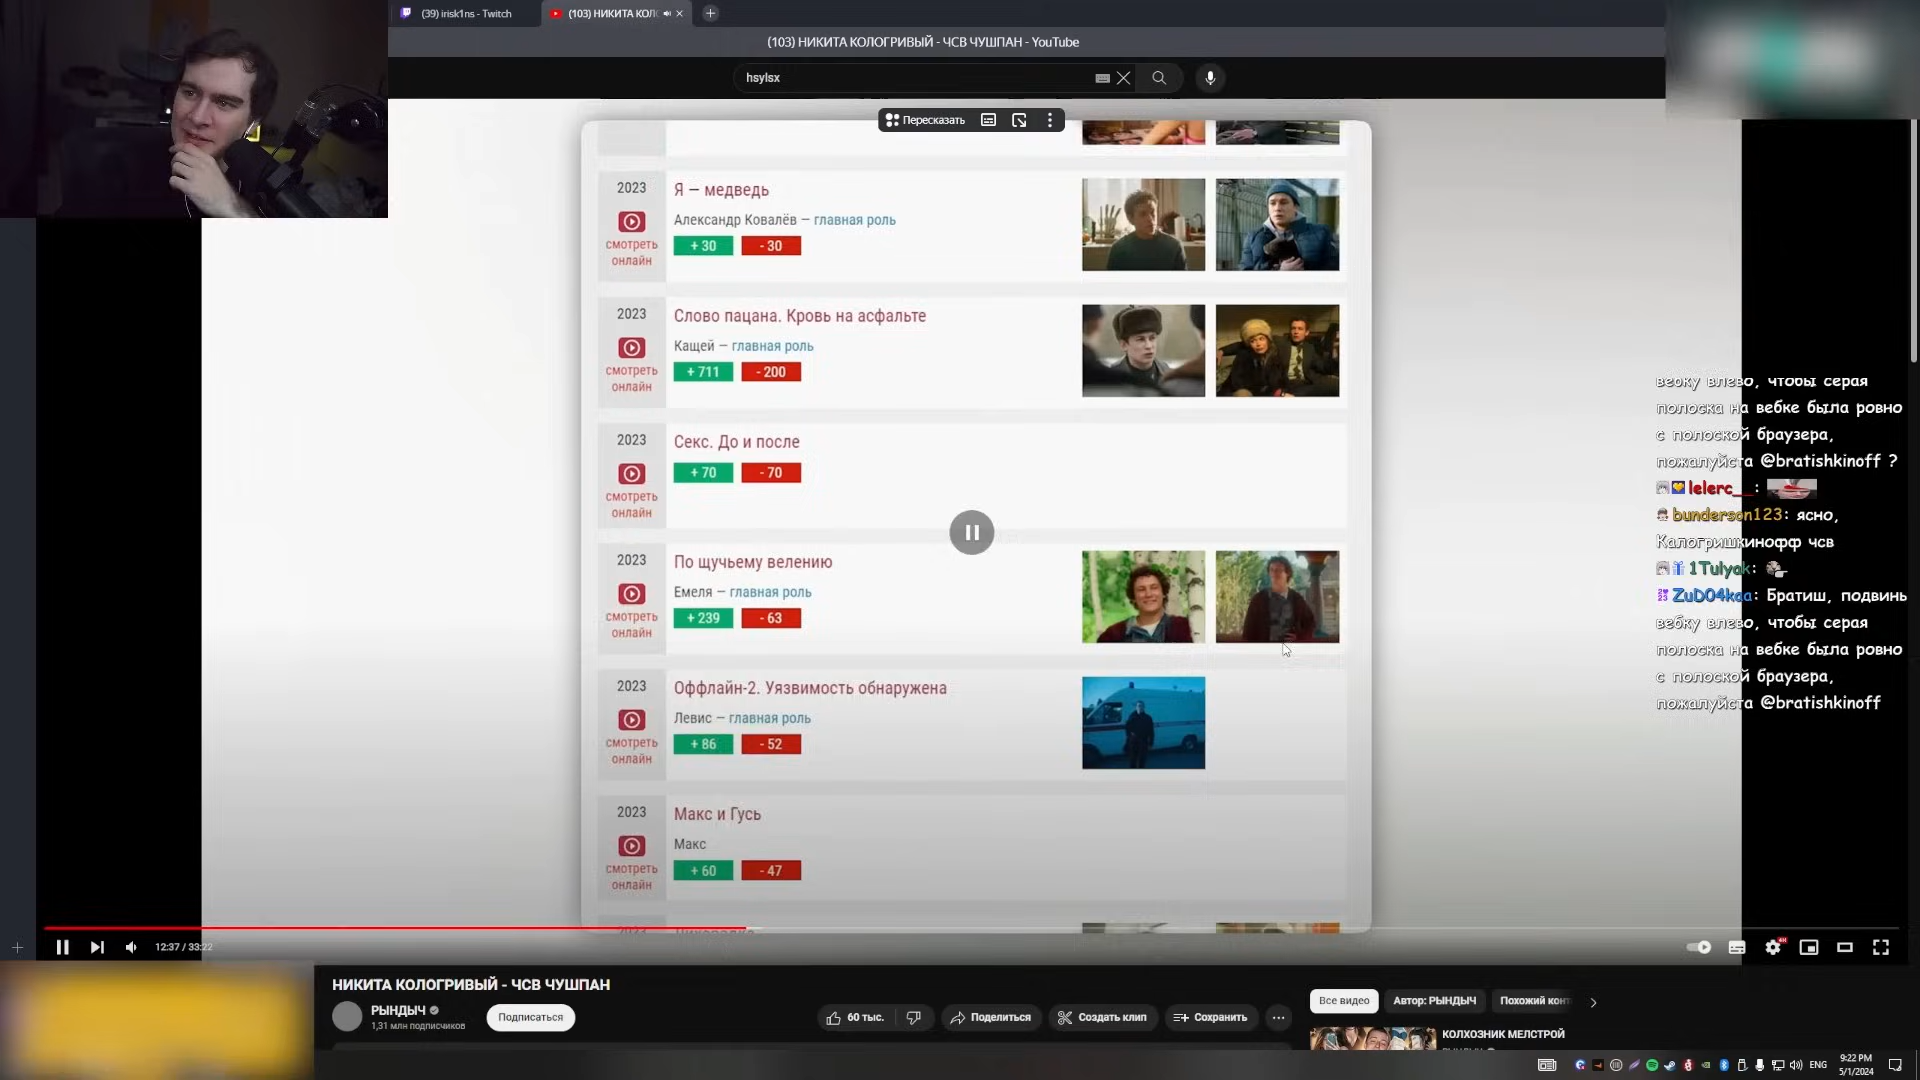 (39) irisk1ns - Twitch
(103) НИКИТА КОЛ
(103) НИКИТА КОЛОГРИВЫЙ - ЧСВ ЧУШПАН - YouTube
hsylsx
Пересказать
2023
Я — медведь
Александр Ковалёв — главная роль
смотреть онлайн
+ 30 - 30
2023
Слово пацана. Кровь на асфальте
Кащей — главная роль
смотреть онлайн
+ 711 - 200
2023
Секс. До и после
смотреть онлайн
+ 70 - 70
2023
По щучьему велению
Емеля — главная роль
смотреть онлайн
+ 239 - 63
2023
Оффлайн-2. Уязвимость обнаружена
Левис — главная роль
смотреть онлайн
+ 86 - 52
2023
Макс и Гусь
Макс
смотреть онлайн
+ 60 - 47
2023
вебку влево, чтобы серая
полоска на вебке была ровно
с полоской браузера,
пожалуйста @bratishkinoff ?
lelerc__:
bunderson123: ясно,
Калогришкинофф чсв
1Tulyak:
ZuD04kaa: Братиш, подвинь
вебку влево, чтобы серая
полоска на вебке была ровно
с полоской браузера,
пожалуйста @bratishkinoff
12:37 / 33:22
НИКИТА КОЛОГРИВЫЙ - ЧСВ ЧУШПАН
РЫНДЫЧ
1,31 млн подписчиков
Подписаться
60 тыс.
Поделиться
Создать клип
Сохранить
Все видео
Автор: РЫНДЫЧ
Похожий конт
КОЛХОЗНИК МЕЛСТРОЙ
ENG
9:22 PM
5/1/2024